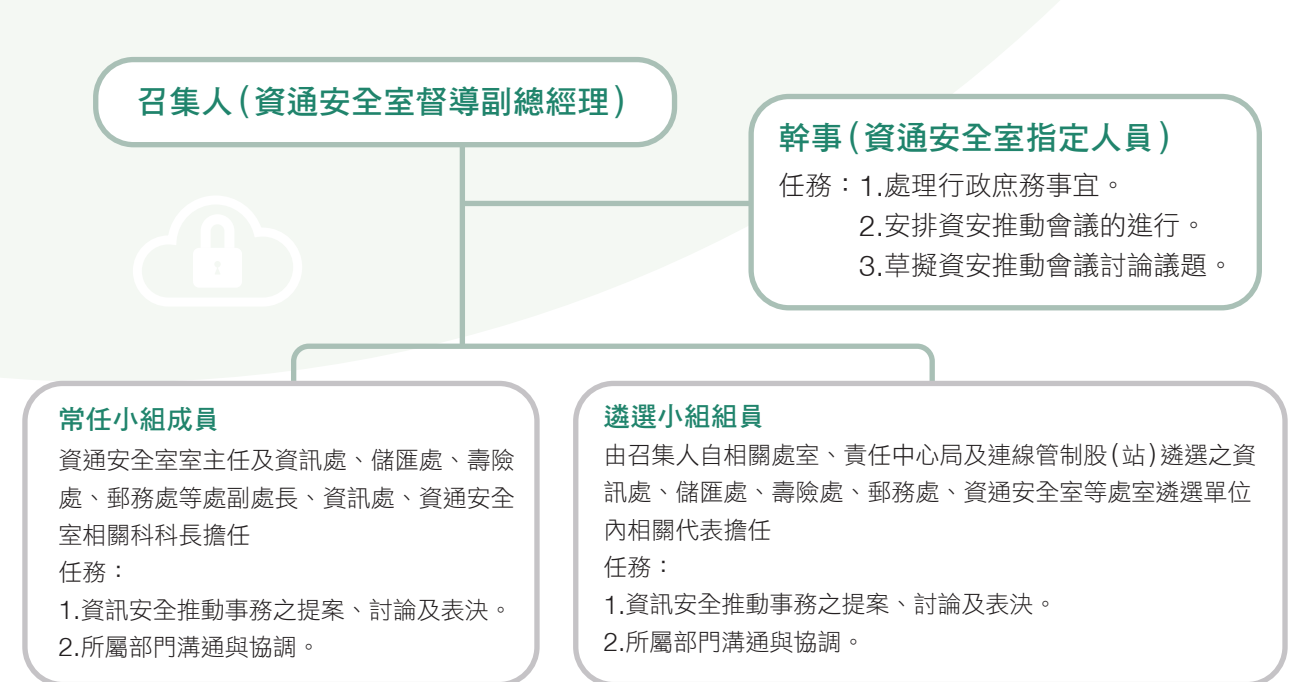 召集人(資通安全室督導副總經理)
幹事(資通安全室指定人員)
任務：1.處理行政庶務事宜。
2.安排資安推動會議的進行。
3.草擬資安推動會議討論議題。
常任小組成員
資通安全室室主任及資訊處、儲匯處、壽險
處、郵務處等處副處長、資訊處、資通安全
室相關科科長擔任
任務：
1.資訊安全推動事務之提案、討論及表決。
2.所屬部門溝通與協調。
遴選小組組員
由召集人自相關處室、責任中心局及連線管制股(站)遴選之資
訊處、儲匯處、壽險處、郵務處、資通安全室等處室遴選單位
內相關代表擔任
任務：
1.資訊安全推動事務之提案、討論及表決。
2.所屬部門溝通與協調。